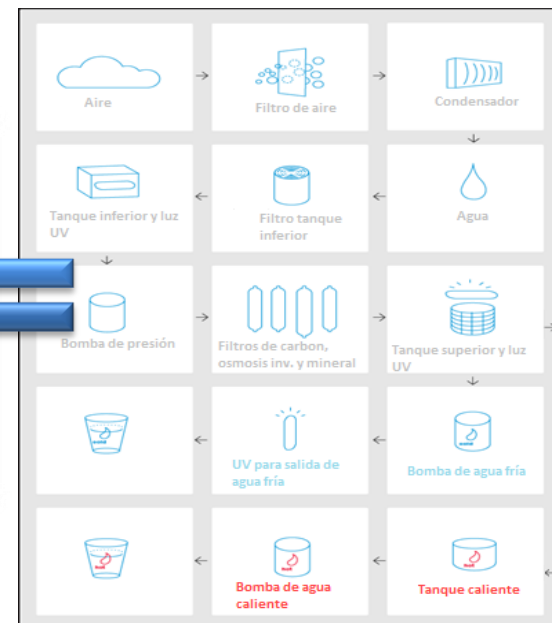 Aire
Filtro de aire
Condensador
Tanque inferior y luz
UV
Filtro tanque
inferior
Agua
Bomba de presión
Filtros de carbon,
osmosis inv. y mineral
Tanque superior y luz
UV
UV para salida de
agua fría
Bomba de agua fría
Bomba de agua
caliente
Tanque caliente